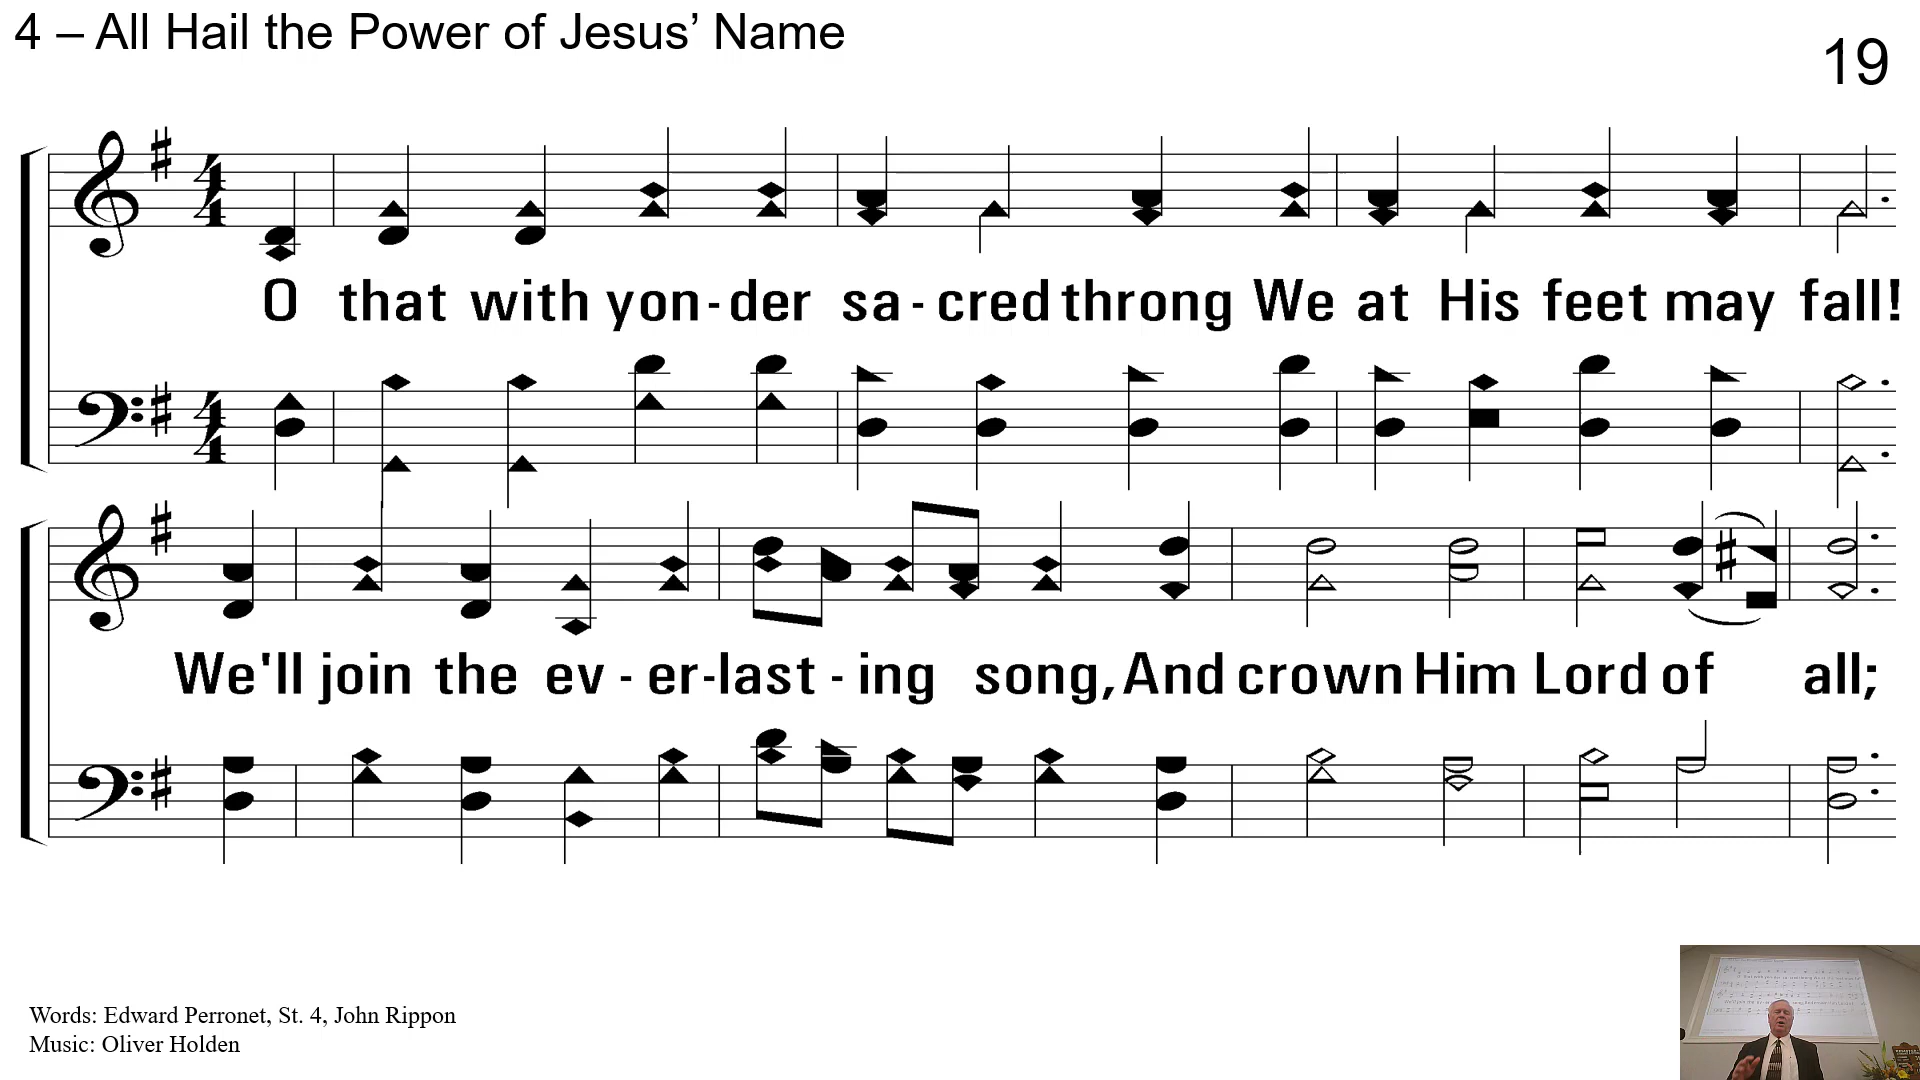 4 – All Hail the Power of Jesus’ Name
19
O that with yon-der sa-cred throng We at His feet may fall!
We'll join the ev-er-last-ing song, And crown Him Lord of all;
Words: Edward Perronet, St. 4, John Rippon
Music: Oliver Holden